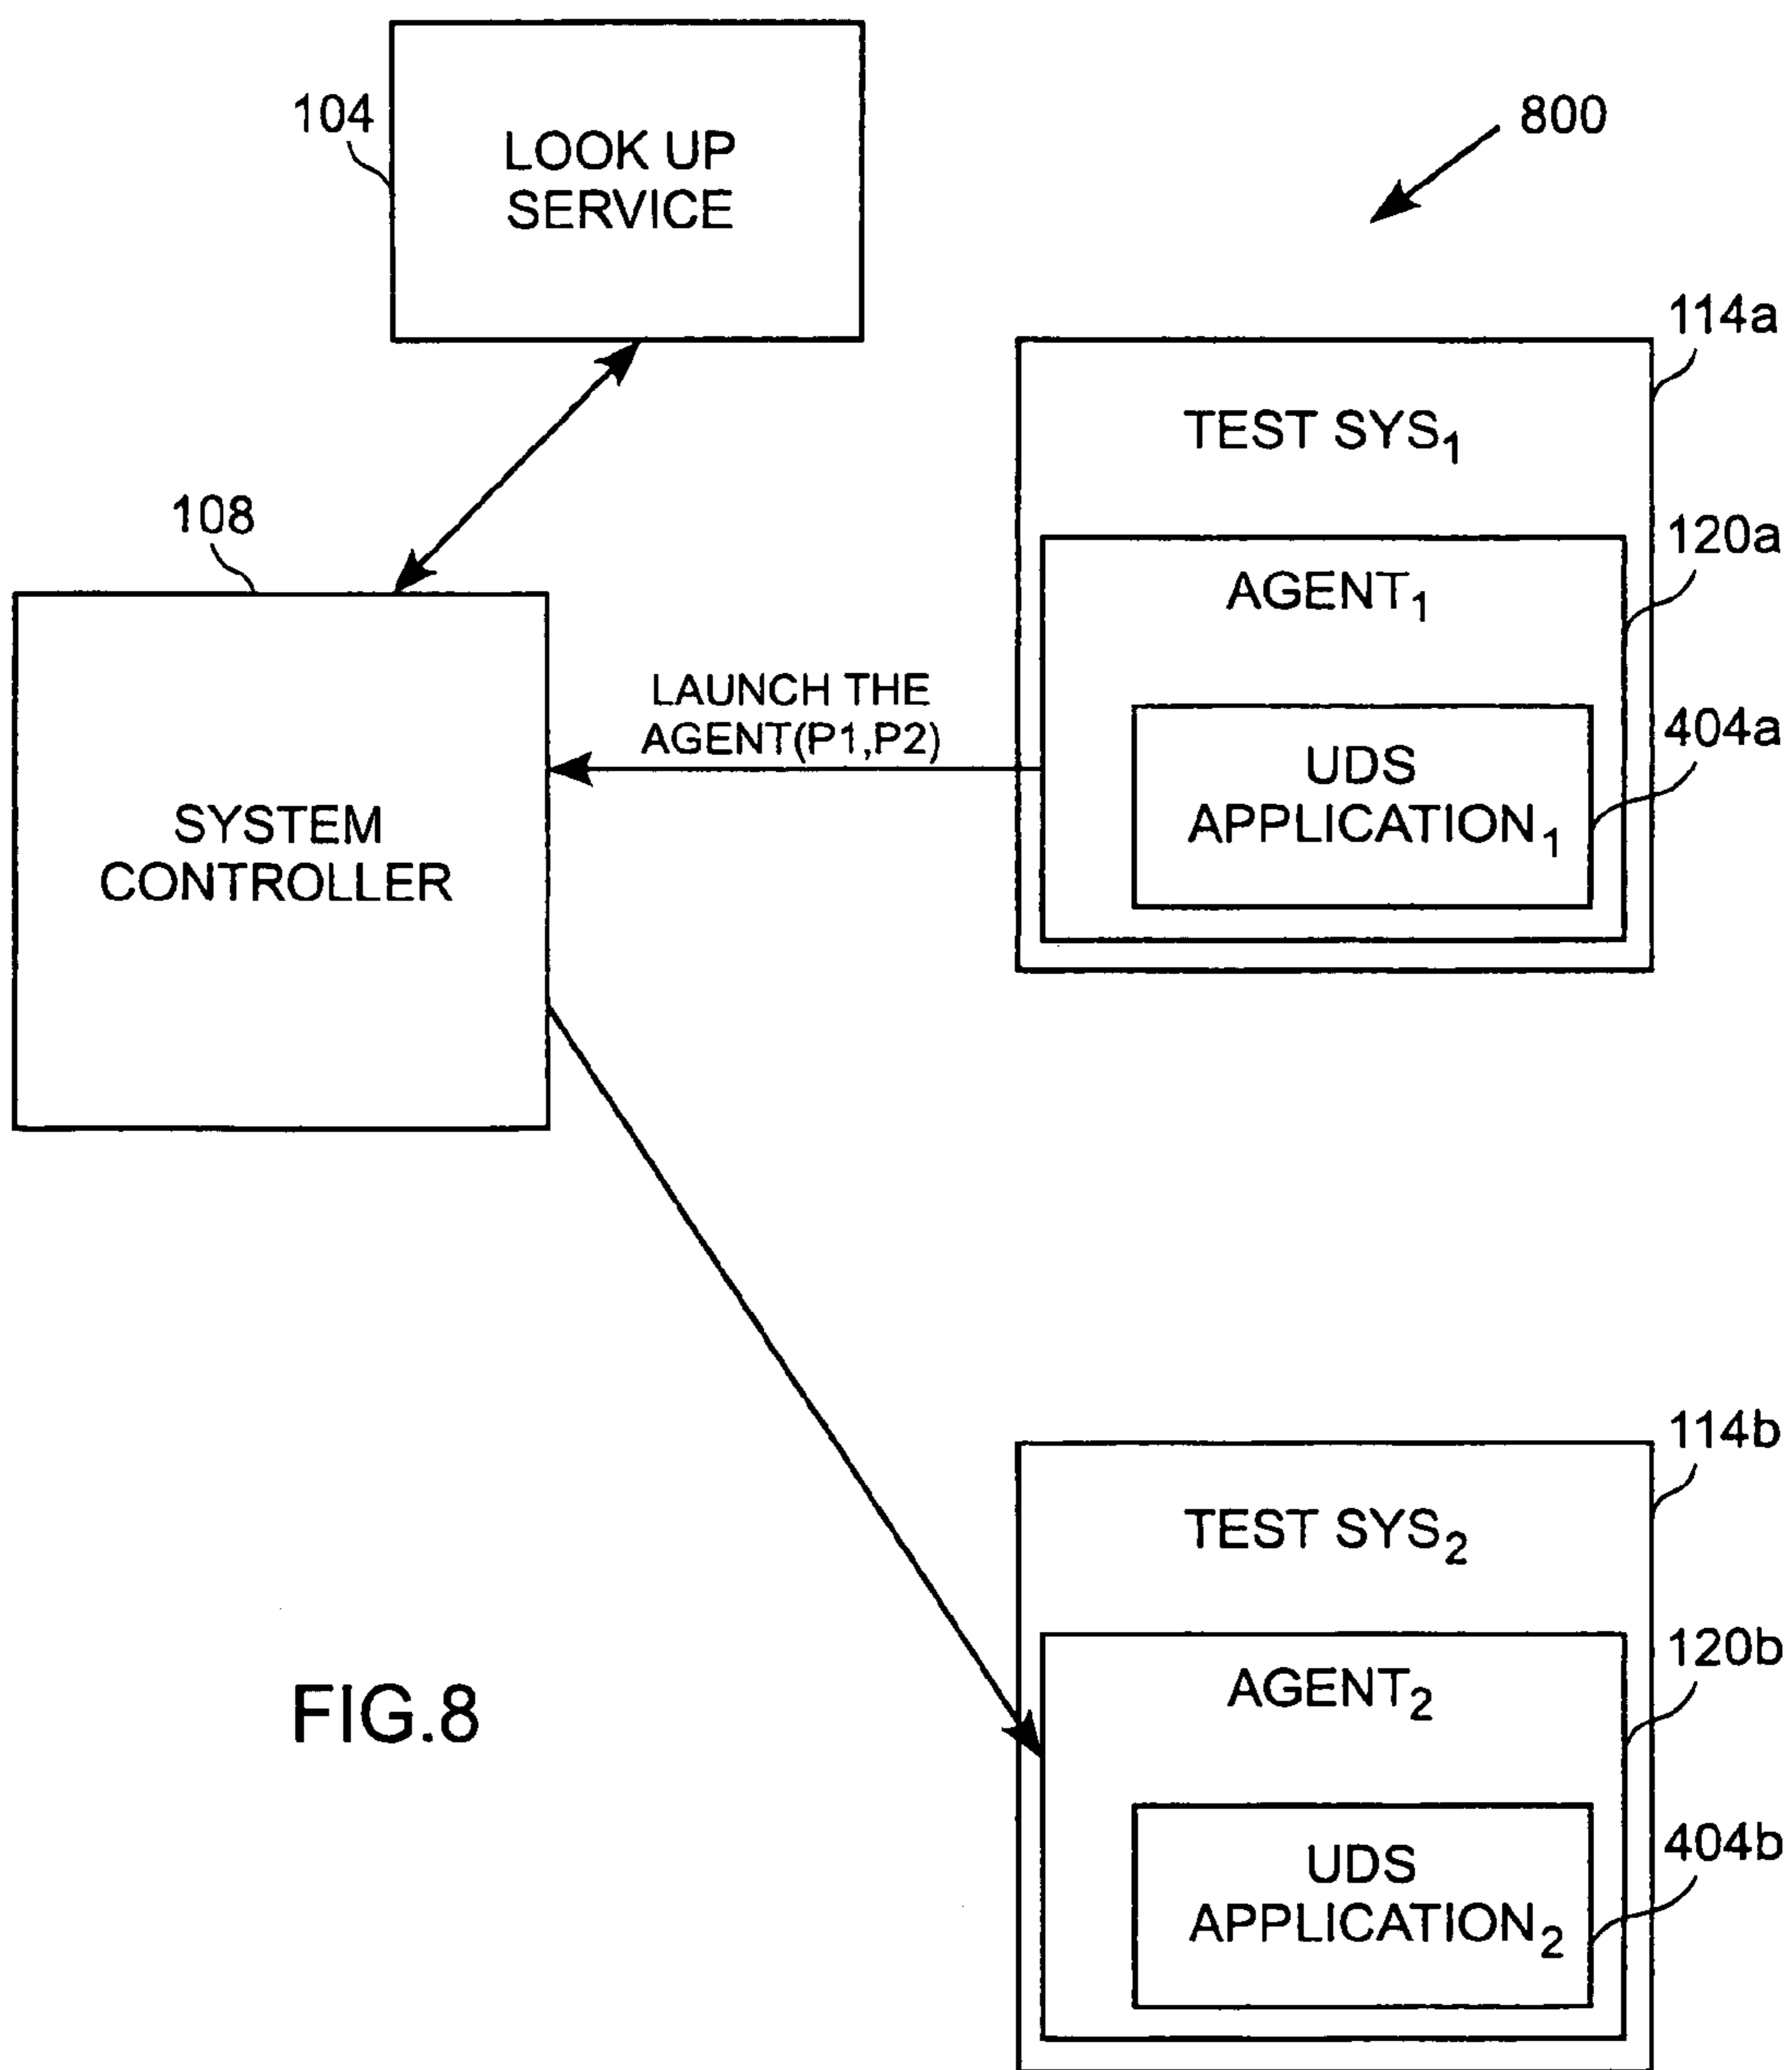 104
LOOK UP
SERVICE
800
114a
TEST SYS₁
108
120a
AGENT₁
LAUNCH THE
AGENT(P1,P2)
404a
UDS
APPLICATION₁
SYSTEM
CONTROLLER
114b
TEST SYS₂
120b
AGENT₂
FIG.8
404b
UDS
APPLICATION₂